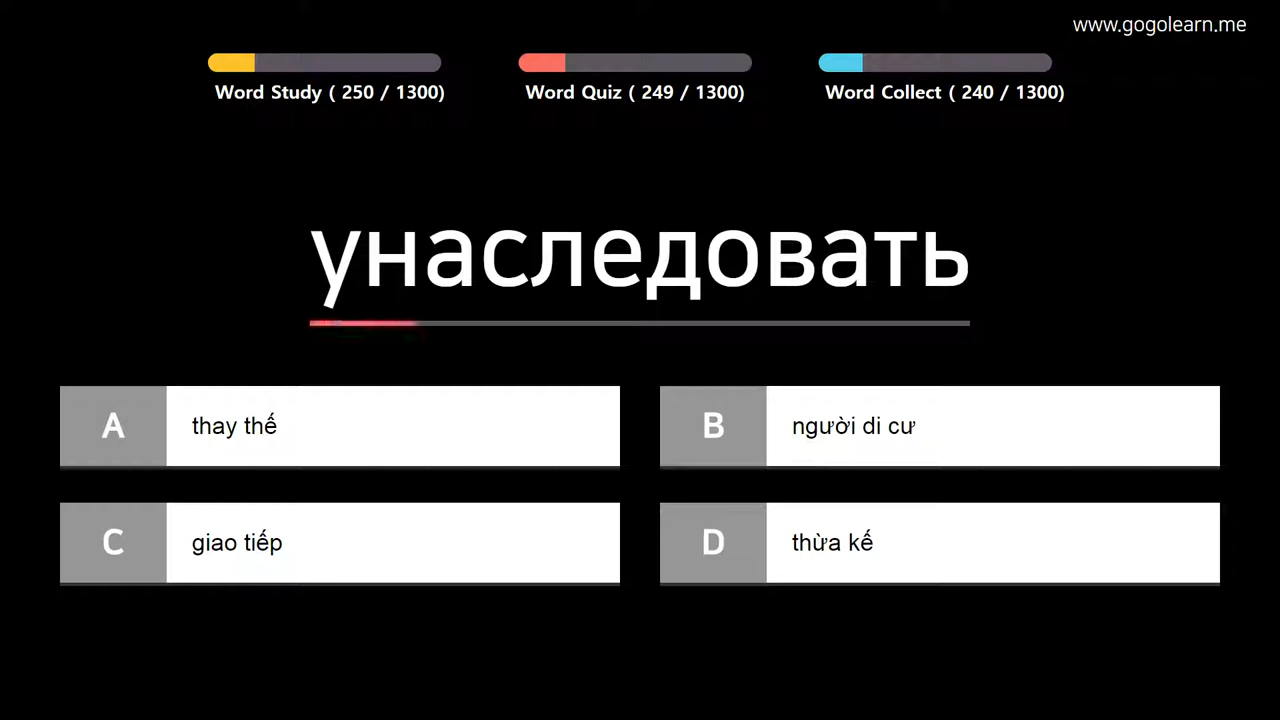 www.gogolearn.me
Word Study ( 250 / 1300)
Word Quiz ( 249 / 1300)
Word Collect ( 240 / 1300)
унаследовать
A thay thế
B người di cư
C giao tiếp
D thừa kế